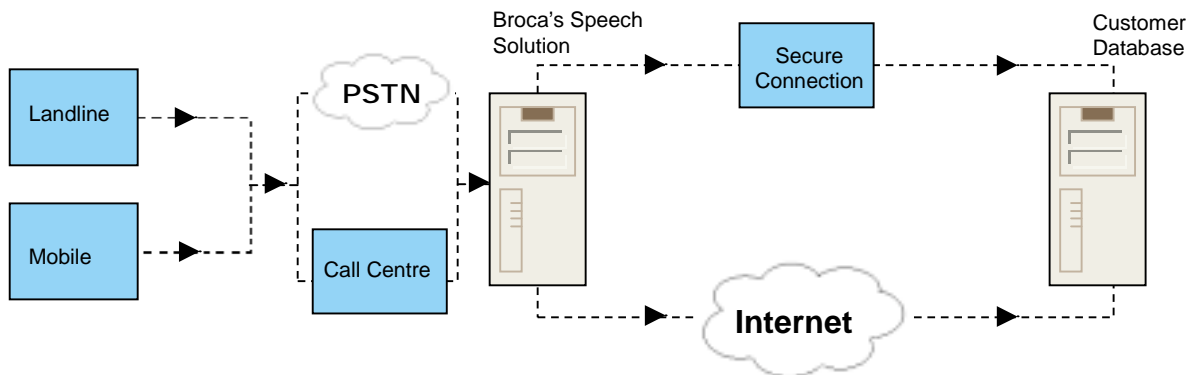 Broca's Speech
Solution
Customer
Database
Secure
Connection
PSTN
Landline
Mobile
Call Centre
Internet